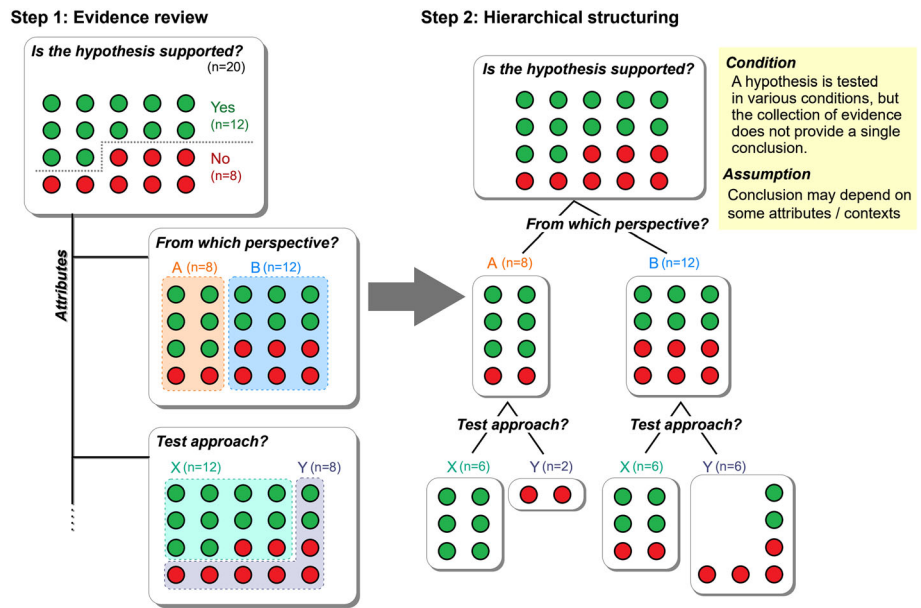 Step 1: Evidence review
Is the hypothesis supported?
(n=20)
Yes
(n=12)
No
(n=8)
Attributes
From which perspective?
A (n=8)
B (n=12)
Test approach?
X (n=12)
Y (n=8)
Step 2: Hierarchical structuring
Is the hypothesis supported?
From which perspective?
A (n=8)
B (n=12)
Test approach?
Test approach?
X (n=6)
Y (n=2)
X (n=6)
Y (n=6)
Condition
A hypothesis is tested
in various conditions, but
the collection of evidence
does not provide a single
conclusion.
Assumption
Conclusion may depend on
some attributes / contexts